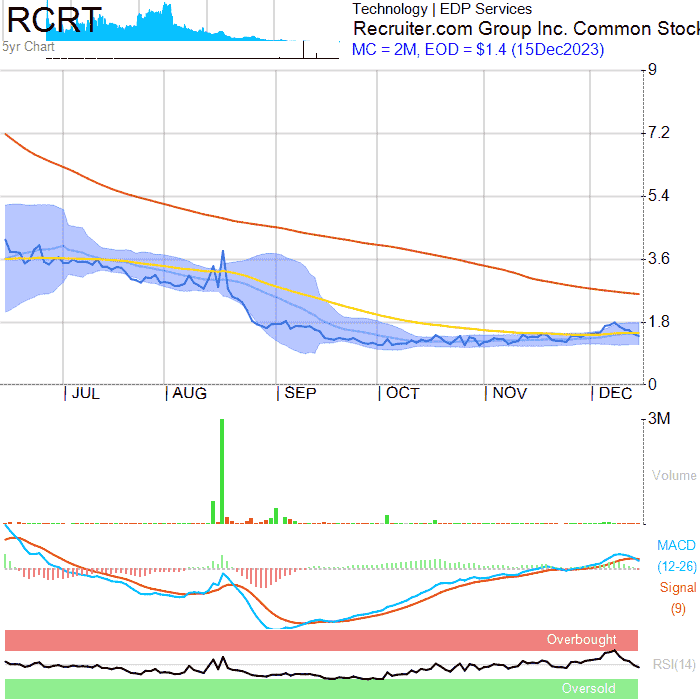 RCRT
5yr Chart
Technology | EDP Services
Recruiter.com Group Inc. Common Stock
MC = 2M, EOD = $1.4 (15Dec2023)
9
7.2
5.4
3.6
1.8
0
JUL
AUG
SEP
OCT
NOV
DEC
3M
Volume
MACD
(12-26)
Signal
(9)
Overbought
RSI(14)
Oversold